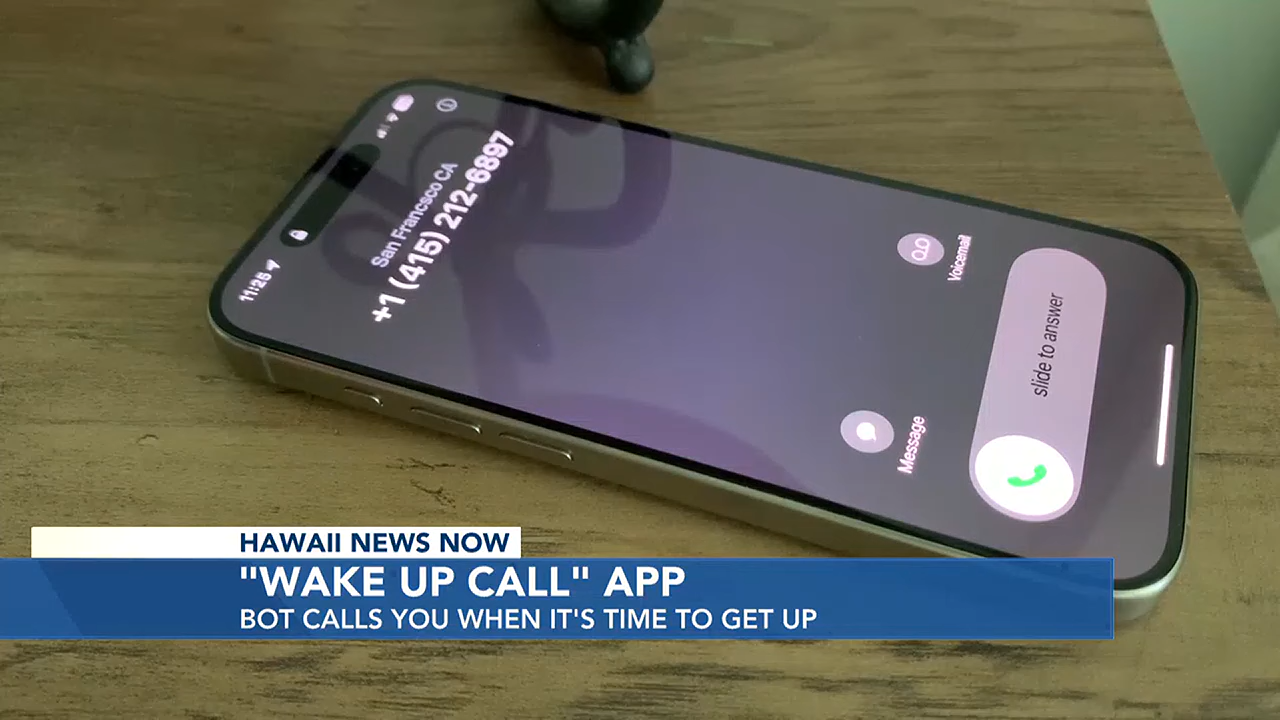 11:25
San Francsco CA
+1 (415) 212-6897
Voicemail
Message
slide to answer
HAWAII NEWS NOW
"WAKE UP CALL" APP
BOT CALLS YOU WHEN IT'S TIME TO GET UP